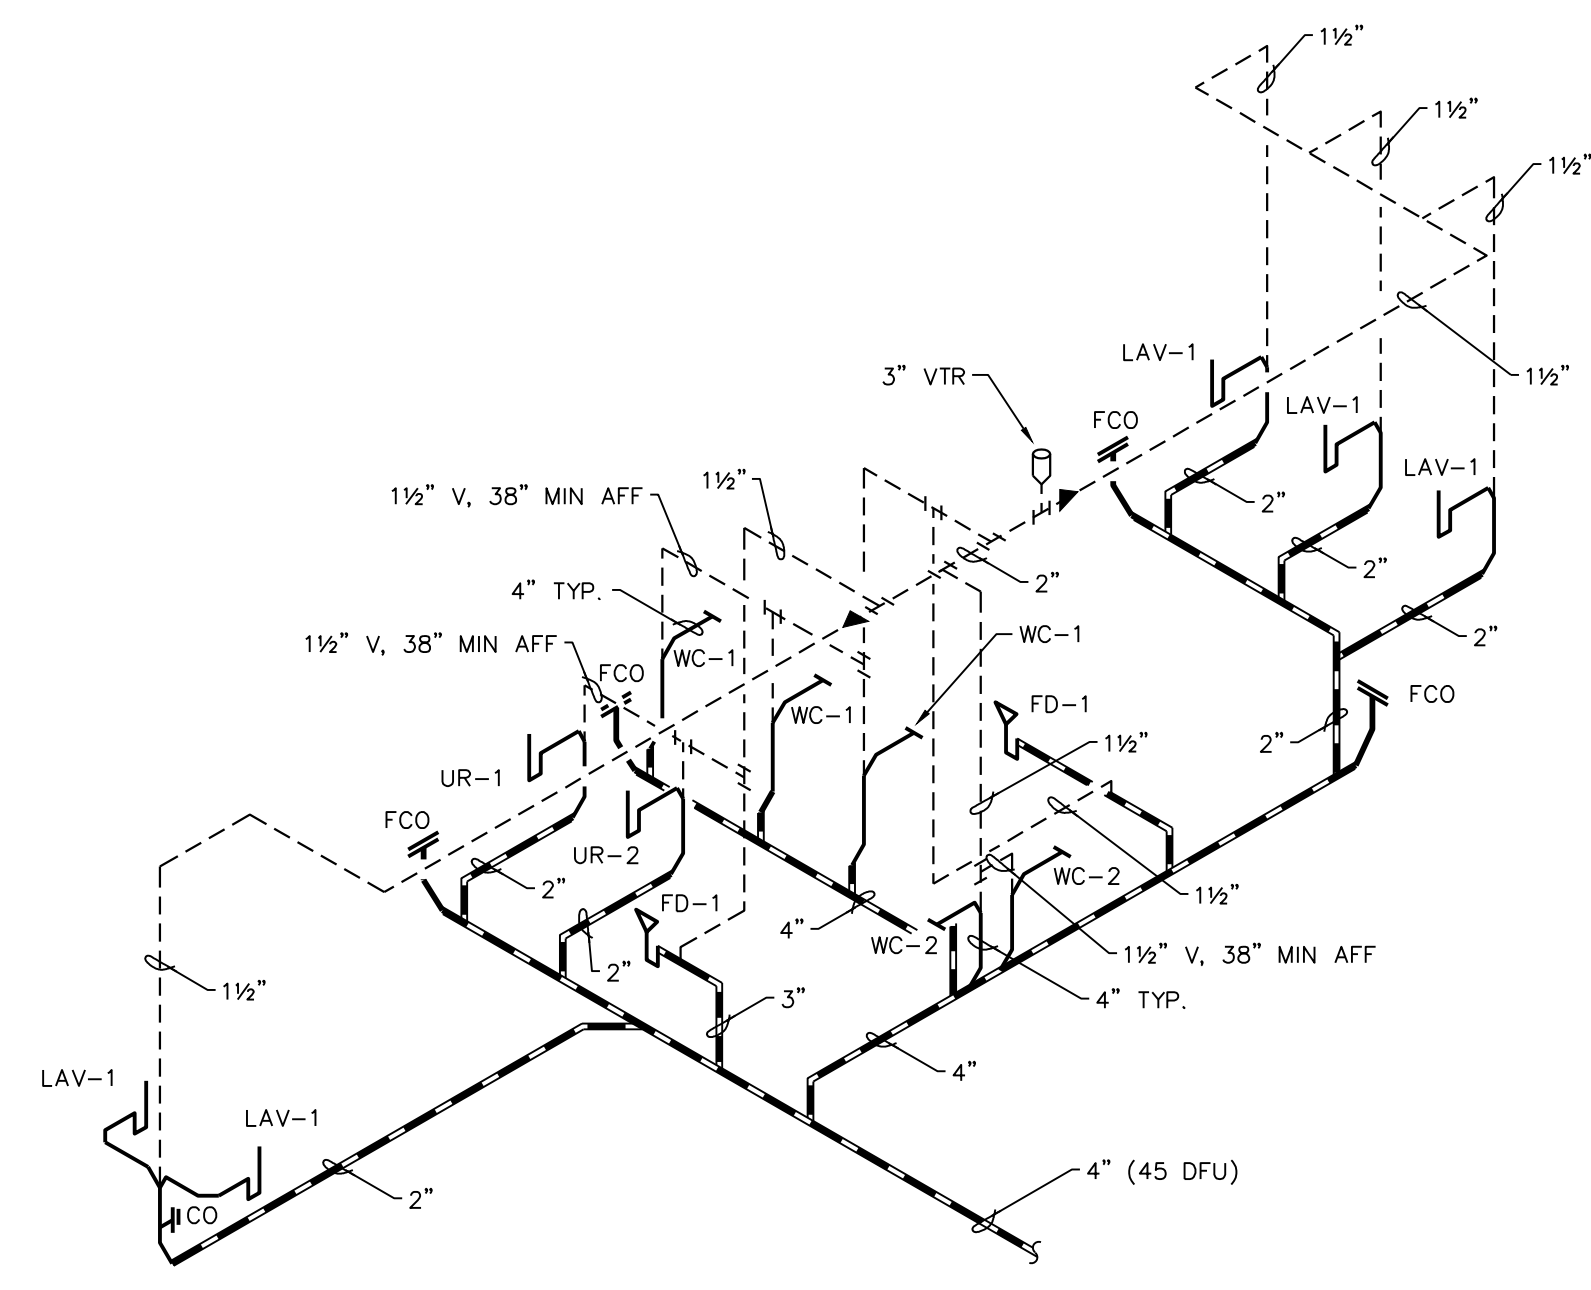 1½”
1½”
1½”
LAV-1
3” VTR
1½”
LAV-1
FCO
LAV-1
1½”
1½” V, 38” MIN AFF
2”
2”
2”
4” TYP.
2”
WC-1
1½” V, 38” MIN AFF
WC-1
FCO
FCO
FD-1
WC-1
2”
1½”
UR-1
FCO
UR-2
WC-2
2”
1½”
FD-1
4”
WC-2
1½” V, 38” MIN AFF
2”
1½”
3”
4” TYP.
4”
LAV-1
LAV-1
4” (45 DFU)
2”
CO